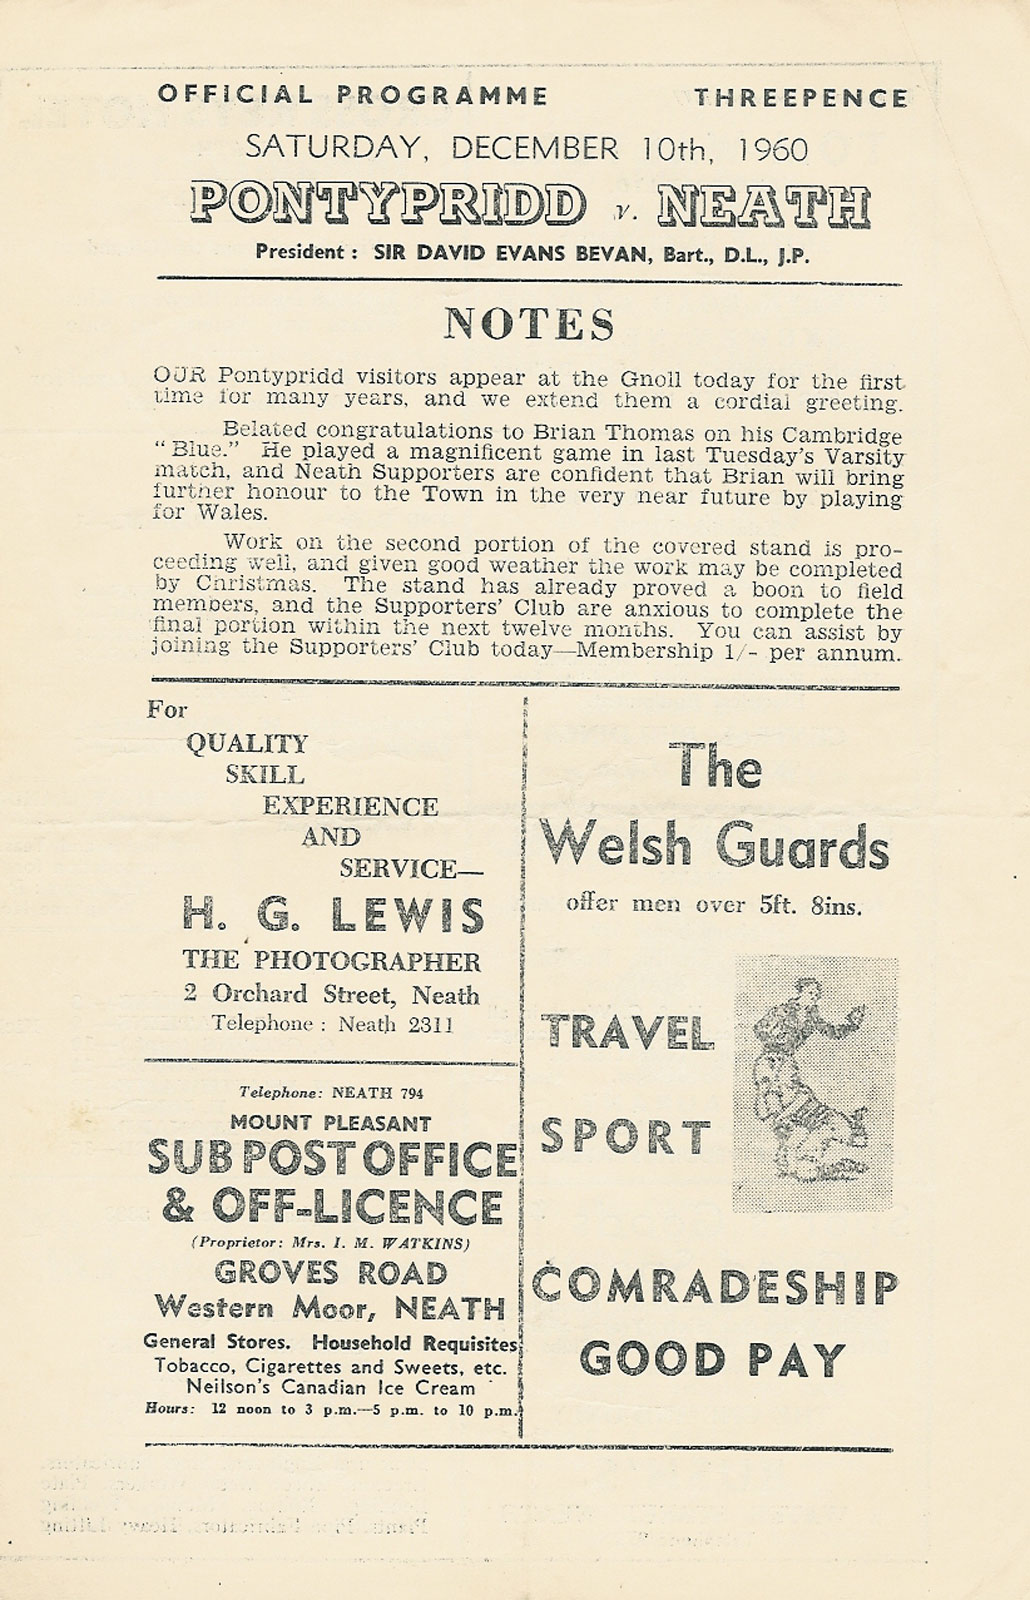 OFFICIAL PROGRAMME THREEPENCE
SATURDAY, DECEMBER 10th, 1960
PONTYPRIDD v. NEATH
President : SIR DAVID EVANS BEVAN, Bart., D.L., J.P.
NOTES
OUR Pontypridd visitors appear at the Gnoll today for the first
time for many years, and we extend them a cordial greeting.
Belated congratulations to Brian Thomas on his Cambridge
"Blue." He played a magnificent game in last Tuesday's Varsity
match, and Neath Supporters are confident that Brian will bring
further honour to the Town in the very near future by playing
for Wales.
Work on the second portion of the covered stand is pro-
ceeding well, and given good weather the work may be completed
by Christmas. The stand has already proved a boon to field
members, and the Supporters' Club are anxious to complete the
final portion within the next twelve months. You can assist by
joining the Supporters' Club today—Membership 1/- per annum.
For
QUALITY
SKILL
EXPERIENCE
AND
SERVICE—
H. G. LEWIS
THE PHOTOGRAPHER
2 Orchard Street, Neath
Telephone : Neath 2311
Telephone: NEATH 794
MOUNT PLEASANT
SUB POST OFFICE
& OFF-LICENCE
(Proprietor: Mrs. I. M. WATKINS)
GROVES ROAD
Western Moor, NEATH
General Stores. Household Requisites
Tobacco, Cigarettes and Sweets, etc.
Neilson's Canadian Ice Cream
Hours: 12 noon to 3 p.m.—5 p.m. to 10 p.m.
The
Welsh Guards
offer men over 5ft. 8ins.
TRAVEL
SPORT
COMRADESHIP
GOOD PAY